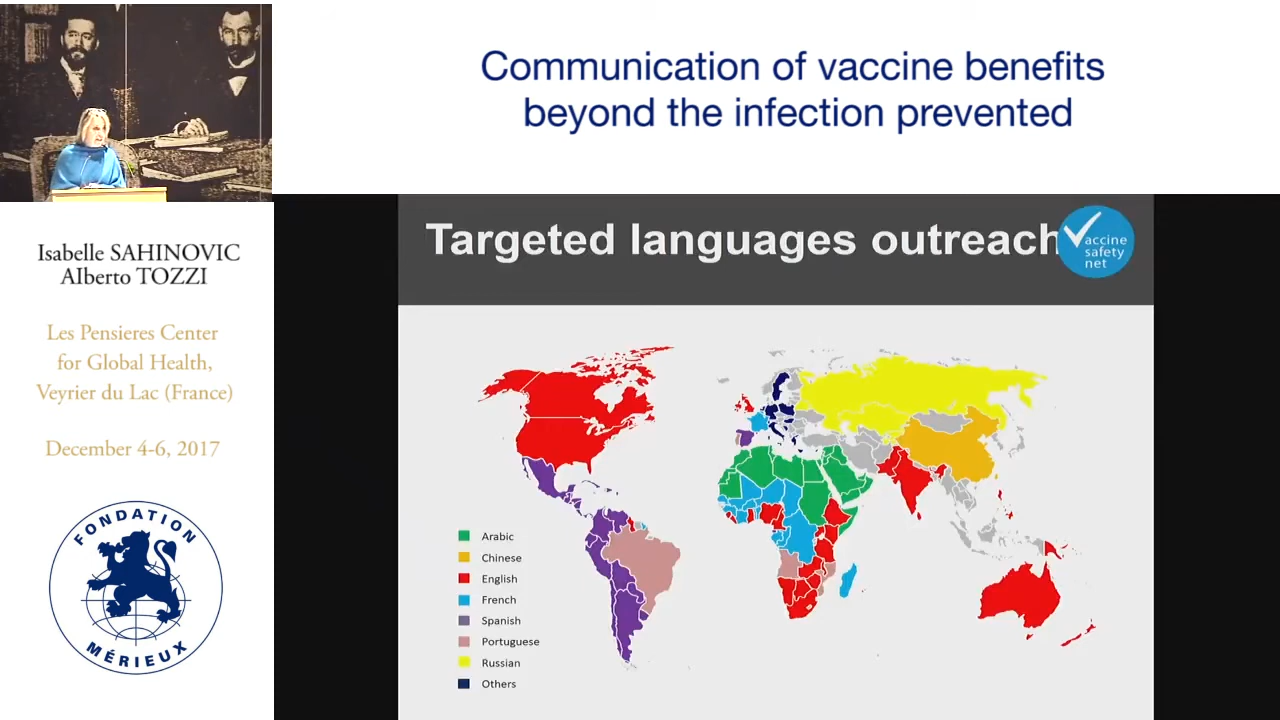 Communication of vaccine benefits
beyond the infection prevented
Isabelle SAHINOVIC
Alberto TOZZI
Les Pensieres Center
for Global Health,
Veyrier du Lac (France)
December 4-6, 2017
FONDATION
MÉRIEUX
Targeted languages outreach
Vaccine
safety
net
Arabic
Chinese
English
French
Spanish
Portuguese
Russian
Others